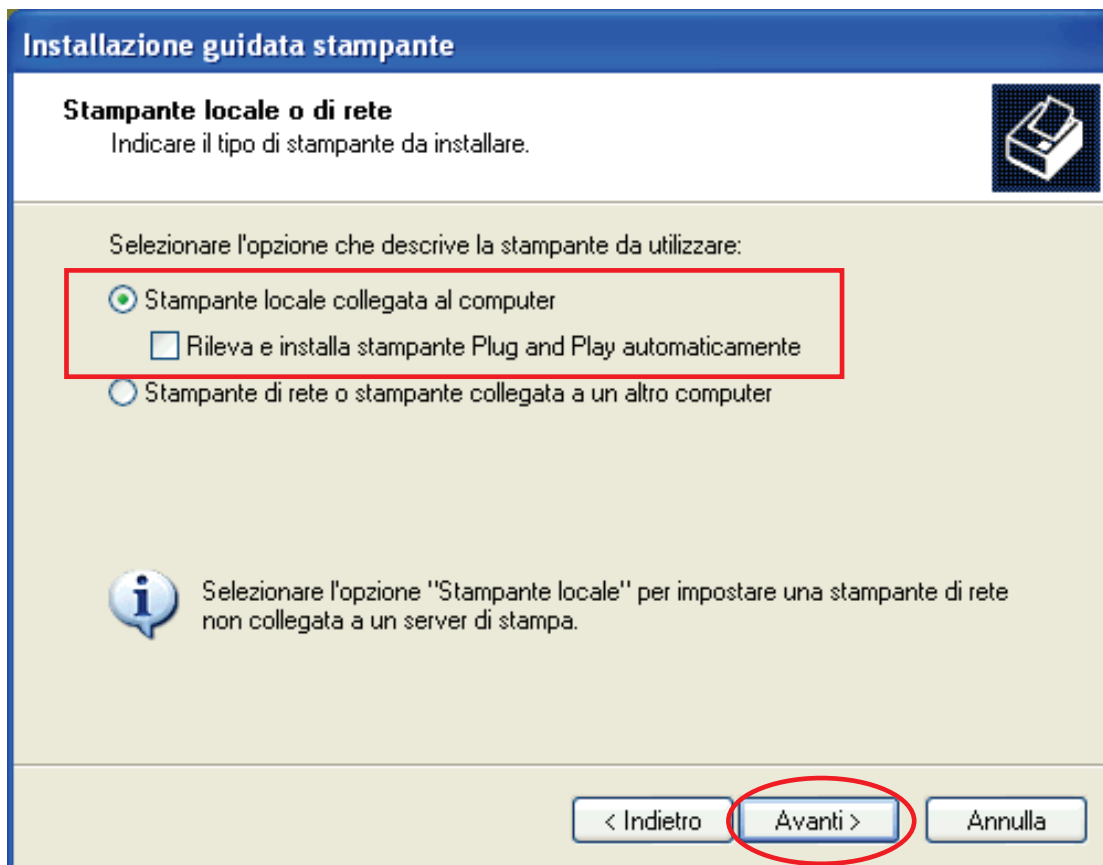 Installazione guidata stampante
Stampante locale o di rete
Indicare il tipo di stampante da installare.
Selezionare l'opzione che descrive la stampante da utilizzare:
Stampante locale collegata al computer
Rileva e installa stampante Plug and Play automaticamente
Stampante di rete o stampante collegata a un altro computer
Selezionare l'opzione "Stampante locale" per impostare una stampante di rete
non collegata a un server di stampa.
< Indietro Avanti > Annulla